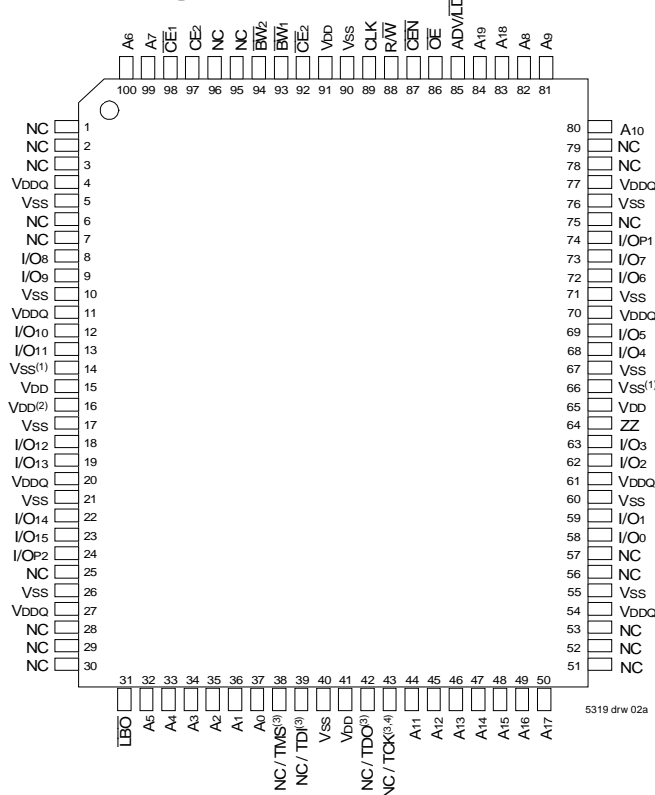 A6 A7 C̅E̅1 CE2 NC NC B̅W̅2 B̅W̅1 C̅E̅2 VDD VSS CLK R/W̅ C̅E̅N̅ O̅E̅ ADV/L̅D̅ A19 A18 A8 A9
100 99 98 97 96 95 94 93 92 91 90 89 88 87 86 85 84 83 82 81
NC 1 80 A10
NC 2 79 NC
NC 3 78 NC
VDDQ 4 77 VDDQ
VSS 5 76 VSS
NC 6 75 NC
NC 7 74 I/OP1
I/O8 8 73 I/O7
I/O9 9 72 I/O6
VSS 10 71 VSS
VDDQ 11 70 VDDQ
I/O10 12 69 I/O5
I/O11 13 68 I/O4
VSS(1) 14 67 VSS
VDD 15 66 VSS(1)
VDD(2) 16 65 VDD
VSS 17 64 ZZ
I/O12 18 63 I/O3
I/O13 19 62 I/O2
VDDQ 20 61 VDDQ
VSS 21 60 VSS
I/O14 22 59 I/O1
I/O15 23 58 I/O0
I/OP2 24 57 NC
NC 25 56 NC
VSS 26 55 VSS
VDDQ 27 54 VDDQ
NC 28 53 NC
NC 29 52 NC
NC 30 51 NC
31 32 33 34 35 36 37 38 39 40 41 42 43 44 45 46 47 48 49 50
L̅B̅O̅ A5 A4 A3 A2 A1 A0 NC / TMS(3) NC / TDI(3) VSS VDD NC / TDO(3) NC / TCK(3,4) A11 A12 A13 A14 A15 A16 A17
5319 drw 02a